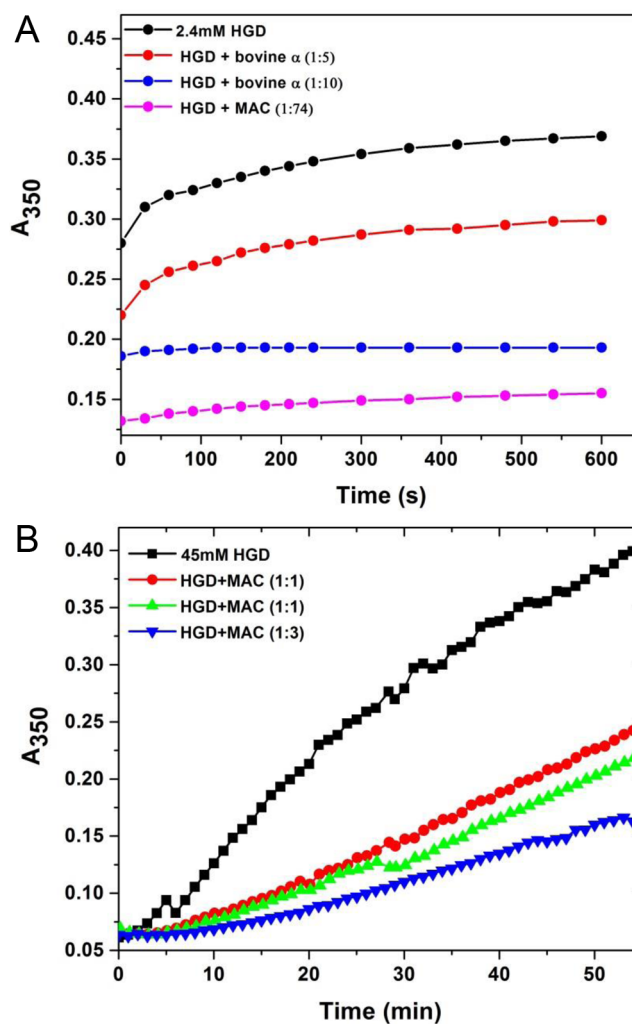 A
2.4mM HGD
HGD + bovine α (1:5)
HGD + bovine α (1:10)
HGD + MAC (1:74)
0.45
0.40
0.35
0.30
0.25
0.20
0.15
A350
0 100 200 300 400 500 600
Time (s)
B
45mM HGD
HGD+MAC (1:1)
HGD+MAC (1:1)
HGD+MAC (1:3)
0.40
0.35
0.30
0.25
0.20
0.15
0.10
0.05
A350
0 10 20 30 40 50
Time (min)